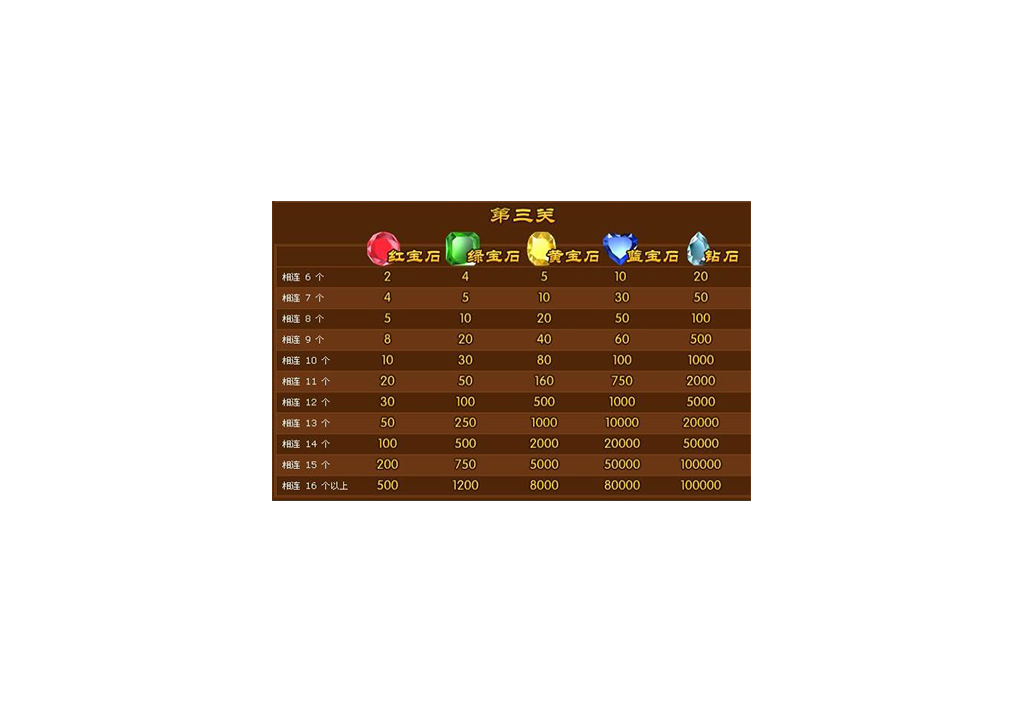 第三关
红宝石 绿宝石 黄宝石 蓝宝石 钻石
相连 6 个 2 4 5 10 20
相连 7 个 4 5 10 30 50
相连 8 个 5 10 20 50 100
相连 9 个 8 20 40 60 500
相连 10 个 10 30 80 100 1000
相连 11 个 20 50 160 750 2000
相连 12 个 30 100 500 1000 5000
相连 13 个 50 250 1000 10000 20000
相连 14 个 100 500 2000 20000 50000
相连 15 个 200 750 5000 50000 100000
相连 16 个以上 500 1200 8000 80000 100000